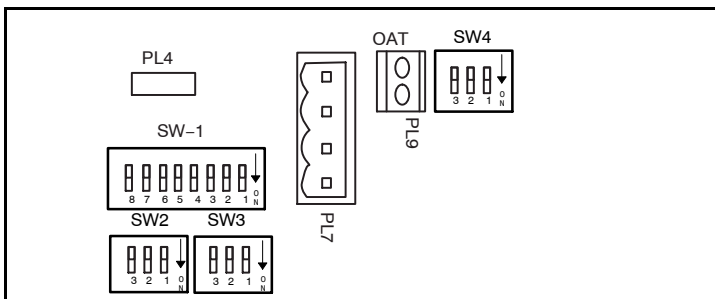 OAT
SW4
PL4
3 2 1 ON
PL9
SW-1
8 7 6 5 4 3 2 1 ON
PL7
SW2
SW3
3 2 1 ON
3 2 1 ON